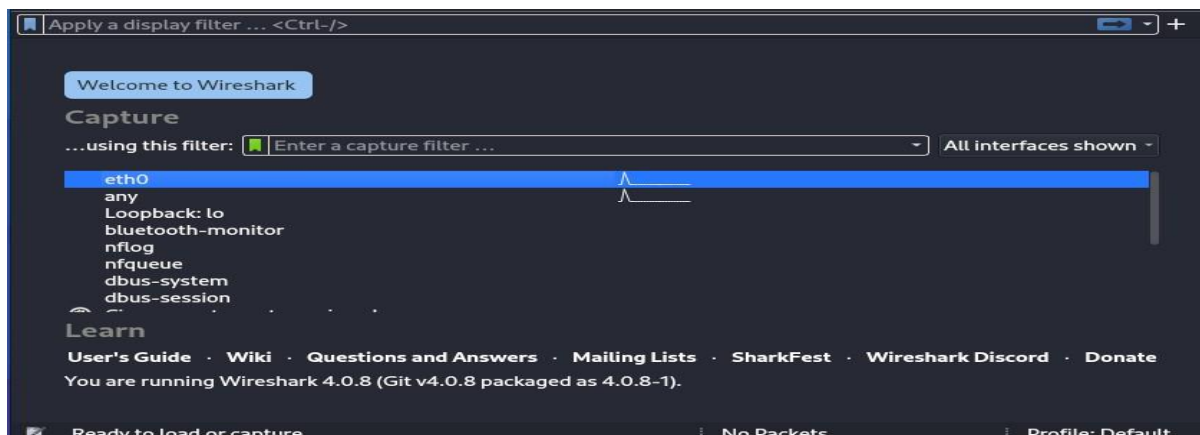 Apply a display filter ... <Ctrl-/>
Welcome to Wireshark
Capture
...using this filter: Enter a capture filter ... All interfaces shown
eth0
any
Loopback: lo
bluetooth-monitor
nflog
nfqueue
dbus-system
dbus-session
Learn
User's Guide · Wiki · Questions and Answers · Mailing Lists · SharkFest · Wireshark Discord · Donate
You are running Wireshark 4.0.8 (Git v4.0.8 packaged as 4.0.8-1).
Ready to load or capture No Packets Profile: Default